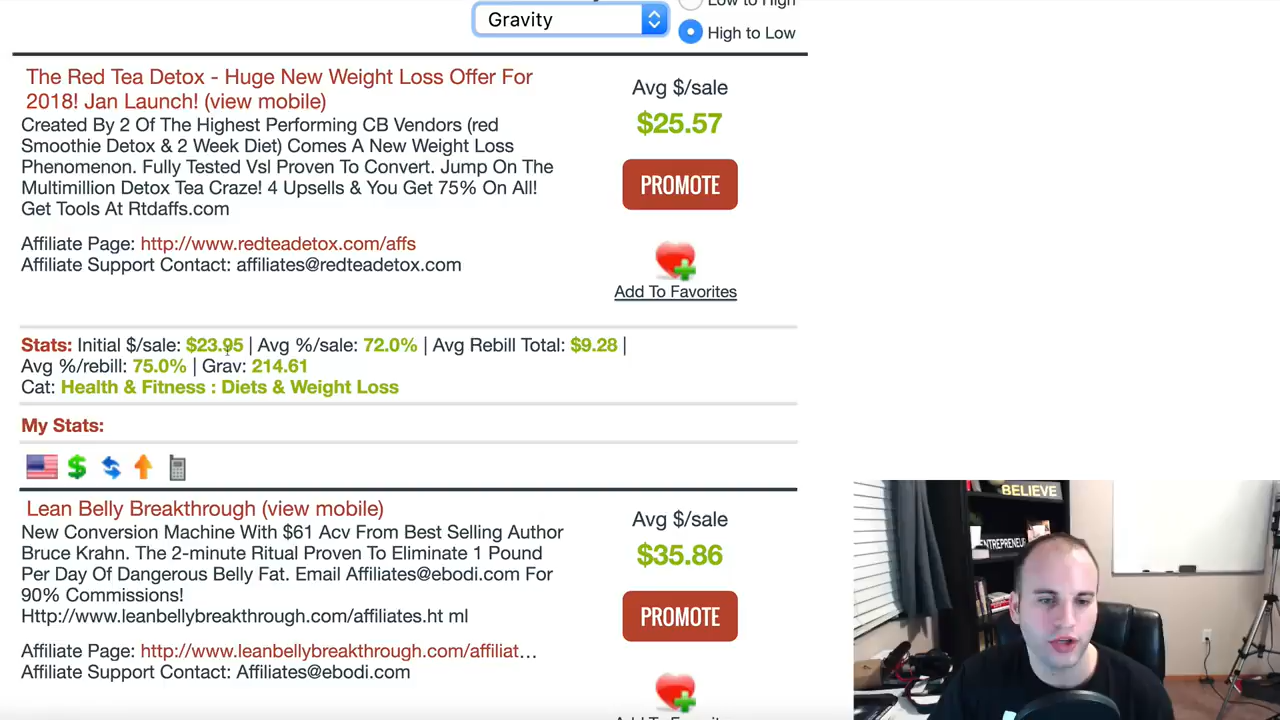 Low to High
Gravity
High to Low
The Red Tea Detox - Huge New Weight Loss Offer For
2018! Jan Launch! (view mobile)
Created By 2 Of The Highest Performing CB Vendors (red
Smoothie Detox & 2 Week Diet) Comes A New Weight Loss
Phenomenon. Fully Tested Vsl Proven To Convert. Jump On The
Multimillion Detox Tea Craze! 4 Upsells & You Get 75% On All!
Get Tools At Rtdaffs.com
Affiliate Page: http://www.redteadetox.com/affs
Affiliate Support Contact: affiliates@redteadetox.com
Avg $/sale
$25.57
PROMOTE
Add To Favorites
Stats: Initial $/sale: $23.95 | Avg %/sale: 72.0% | Avg Rebill Total: $9.28 |
Avg %/rebill: 75.0% | Grav: 214.61
Cat: Health & Fitness : Diets & Weight Loss
My Stats:
Lean Belly Breakthrough (view mobile)
New Conversion Machine With $61 Acv From Best Selling Author
Bruce Krahn. The 2-minute Ritual Proven To Eliminate 1 Pound
Per Day Of Dangerous Belly Fat. Email Affiliates@ebodi.com For
90% Commissions!
Http://www.leanbellybreakthrough.com/affiliates.ht ml
Affiliate Page: http://www.leanbellybreakthrough.com/affiliat...
Affiliate Support Contact: Affiliates@ebodi.com
Avg $/sale
$35.86
PROMOTE
Add To Favorites
BELIEVE
ENTREPRENEUR